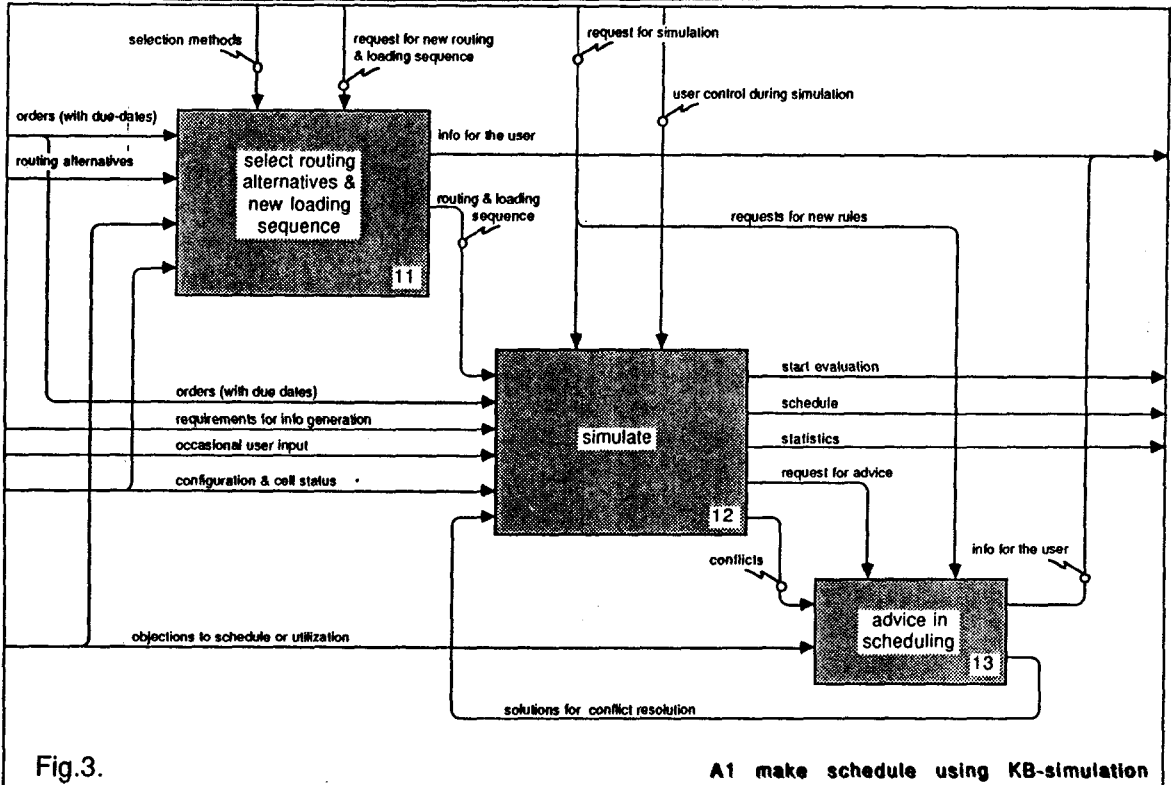 selection methods
request for new routing
& loading sequence
request for simulation
user control during simulation
orders (with due-dates)
routing alternatives
select routing
alternatives &
new loading
sequence
11
info for the user
routing & loading
sequence
requests for new rules
orders (with due dates)
requirements for info generation
occasional user input
configuration & cell status
simulate
12
start evaluation
schedule
statistics
request for advice
conflicts
info for the user
advice in
scheduling
13
objections to schedule or utilization
solutions for conflict resolution
Fig.3.
A1 make schedule using KB-simulation